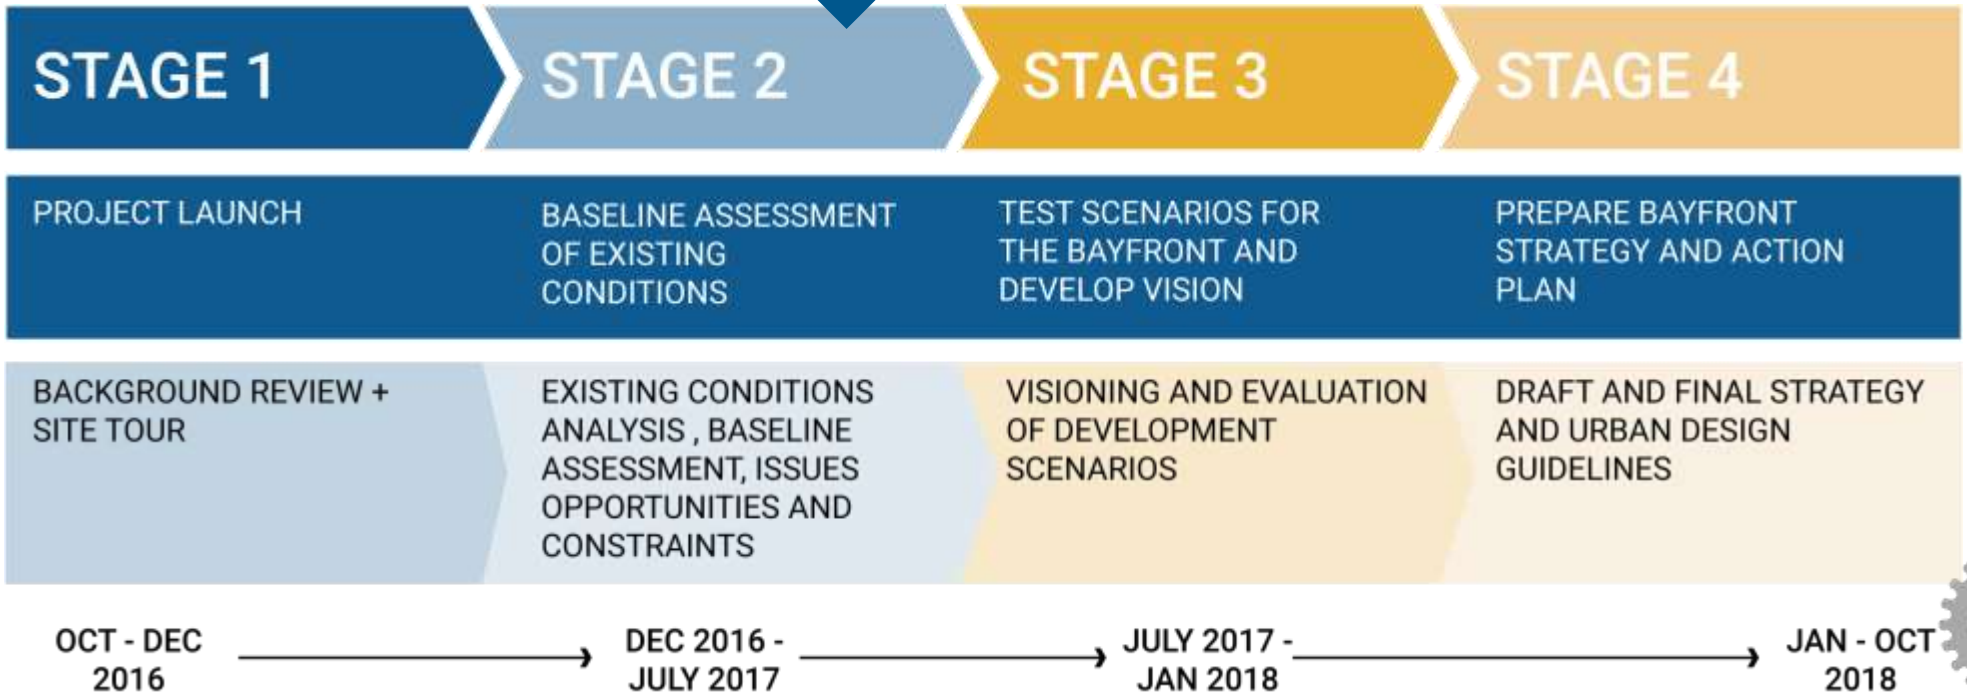 STAGE 1
STAGE 2
STAGE 3
STAGE 4
PROJECT LAUNCH
BASELINE ASSESSMENT
OF EXISTING
CONDITIONS
TEST SCENARIOS FOR
THE BAYFRONT AND
DEVELOP VISION
PREPARE BAYFRONT
STRATEGY AND ACTION
PLAN
BACKGROUND REVIEW +
SITE TOUR
EXISTING CONDITIONS
ANALYSIS , BASELINE
ASSESSMENT, ISSUES
OPPORTUNITIES AND
CONSTRAINTS
VISIONING AND EVALUATION
OF DEVELOPMENT
SCENARIOS
DRAFT AND FINAL STRATEGY
AND URBAN DESIGN
GUIDELINES
OCT - DEC
2016
DEC 2016 -
JULY 2017
JULY 2017 -
JAN 2018
JAN - OCT
2018